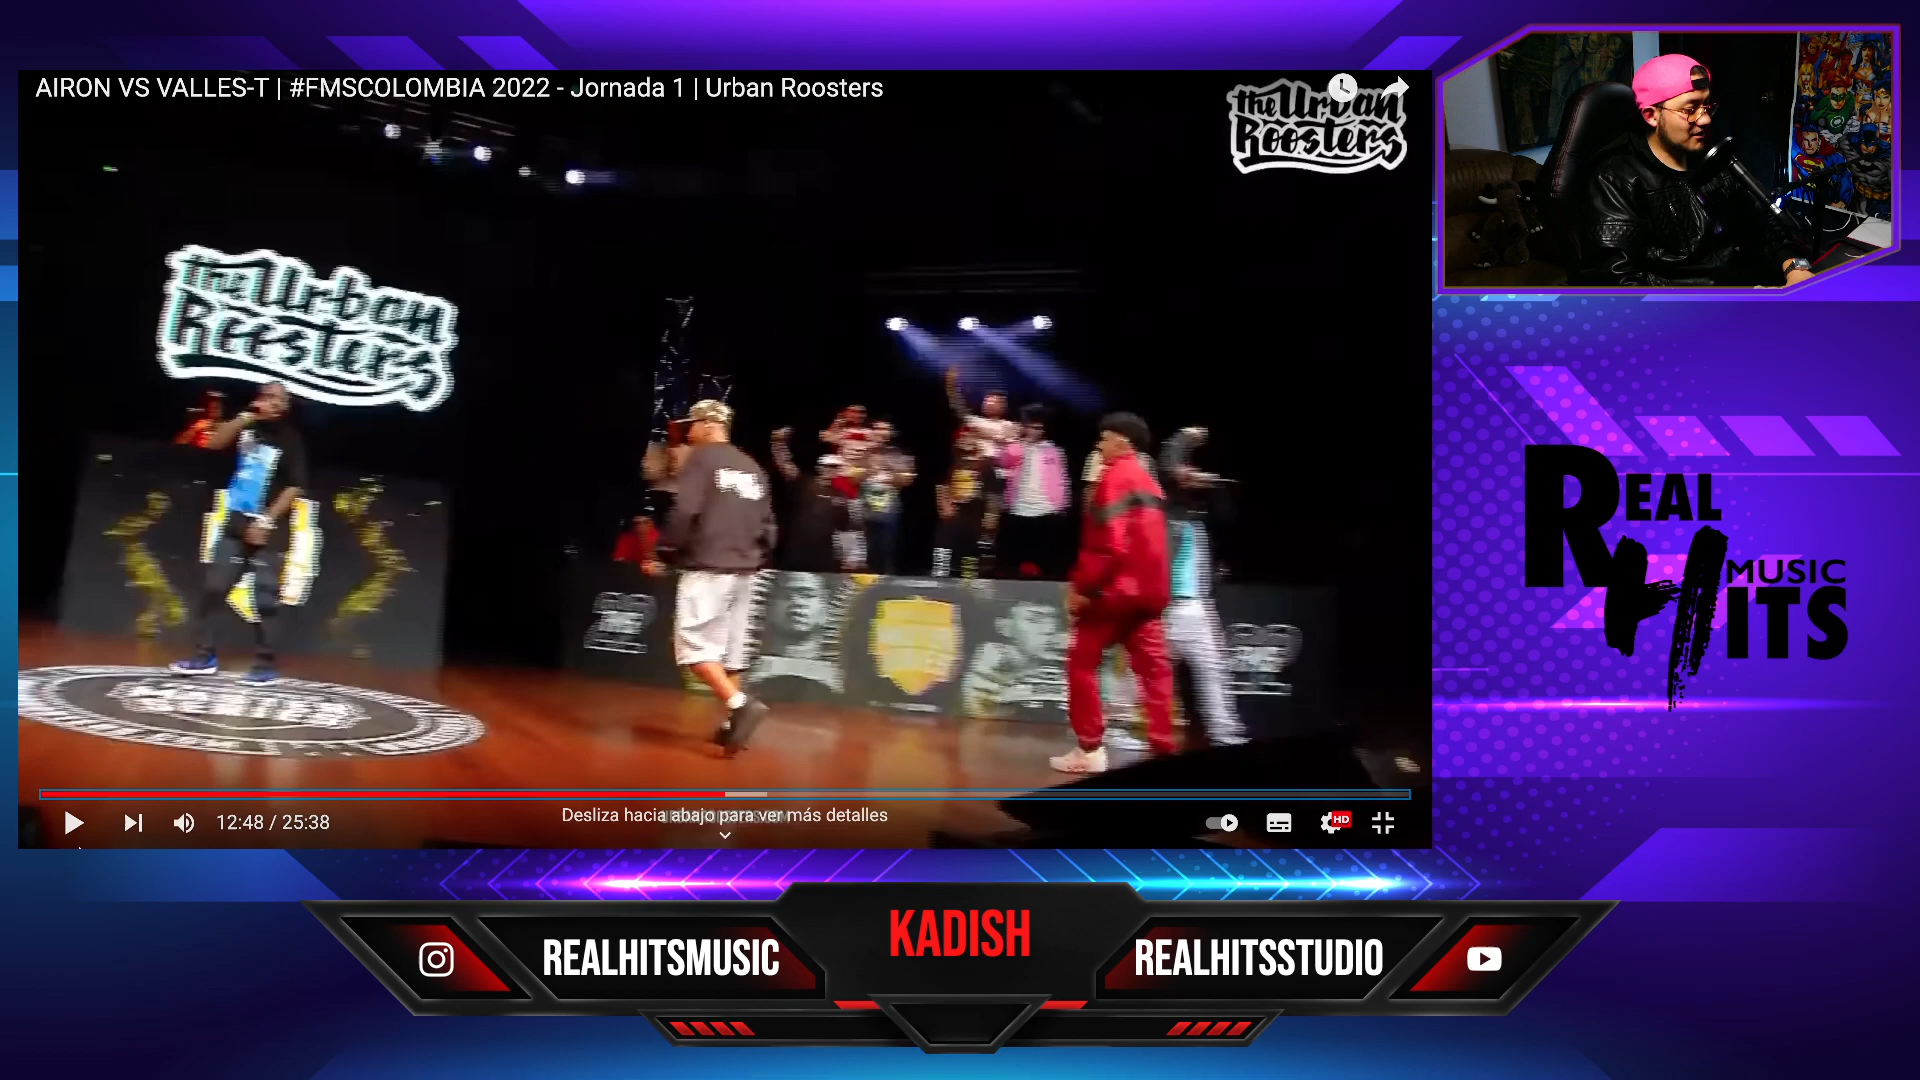 AIRON VS VALLES-T | #FMSCOLOMBIA 2022 - Jornada 1 | Urban Roosters
the Urban
Roosters
the Urban
Roosters
REAL
MUSIC
HITS
12:48 / 25:38
Desliza hacia abajo para ver más detalles
HD
KADISH
REALHITSMUSIC
REALHITSSTUDIO